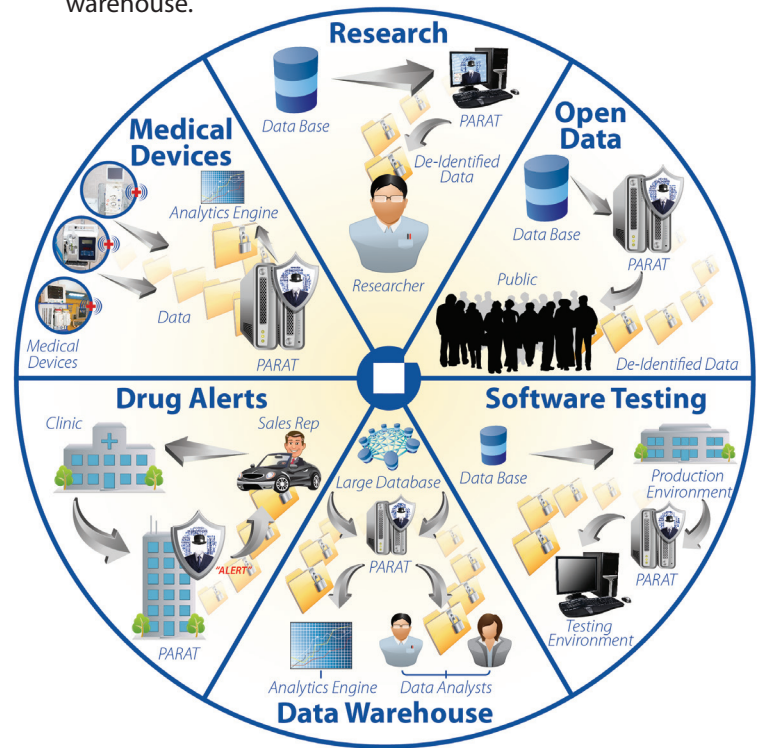 warehouse.
Research
Data Base
PARAT
De-Identified
Data
Researcher
Open
Data
Data Base
PARAT
Public
De-Identified Data
Medical
Devices
Analytics Engine
Data
Medical
Devices
PARAT
Drug Alerts
Clinic
Sales Rep
"ALERT"
PARAT
Large Database
PARAT
Analytics Engine
Data Analysts
Data Warehouse
Software Testing
Data Base
Production
Environment
PARAT
Testing
Environment